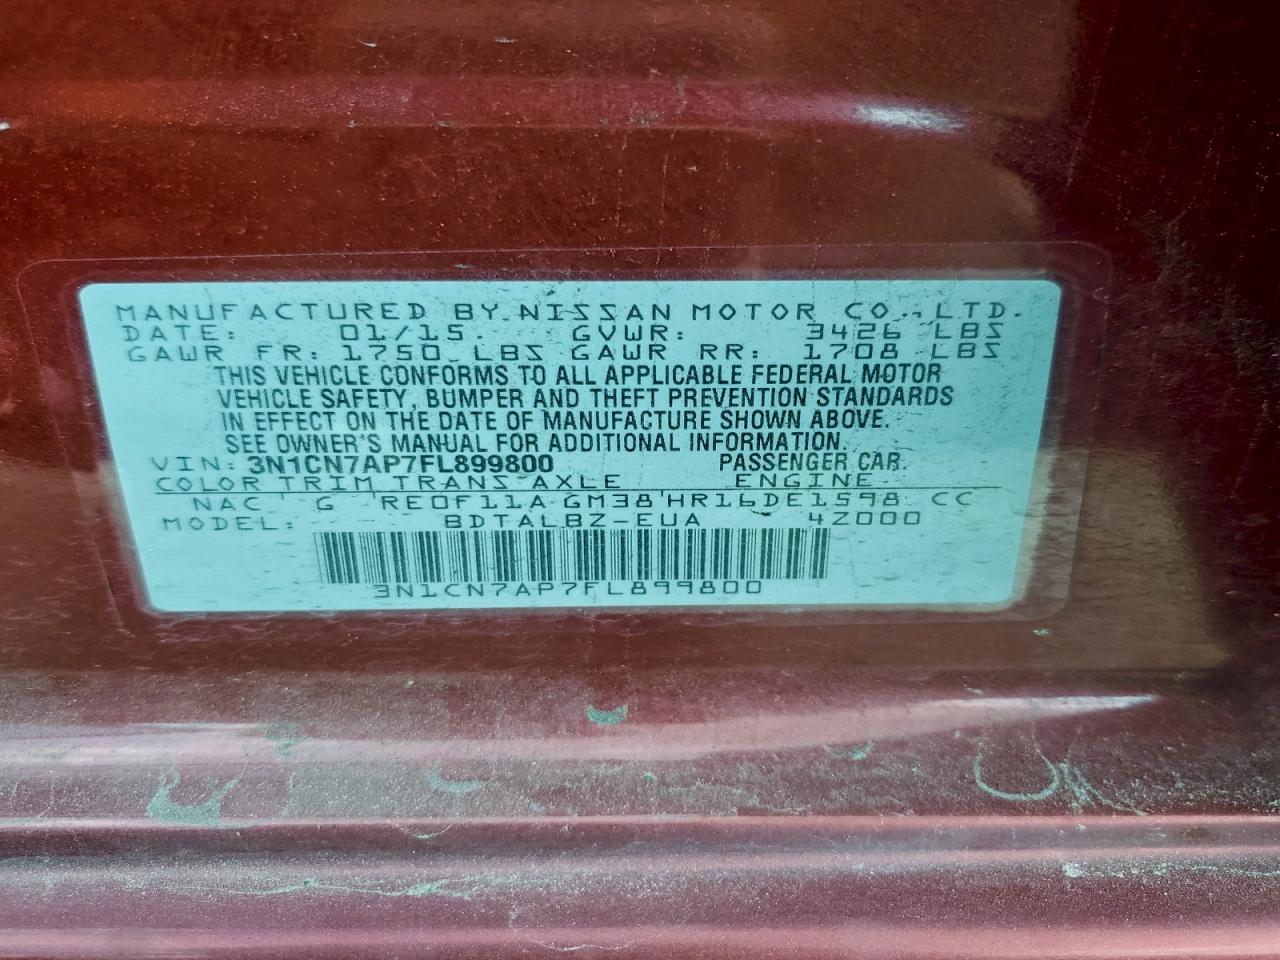 MANUFACTURED BY NISSAN MOTOR CO., LTD.
DATE: 01/15 GVWR: 3426 LBS
GAWR FR: 1750 LBS GAWR RR: 1708 LBS
THIS VEHICLE CONFORMS TO ALL APPLICABLE FEDERAL MOTOR
VEHICLE SAFETY, BUMPER AND THEFT PREVENTION STANDARDS
IN EFFECT ON THE DATE OF MANUFACTURE SHOWN ABOVE.
SEE OWNER'S MANUAL FOR ADDITIONAL INFORMATION.
VIN: 3N1CN7AP7FL899800 PASSENGER CAR.
COLOR TRIM TRANS AXLE ENGINE
NAC G RE0F11A GM38 HR16DE1598 CC
MODEL: BDTALBZ-EUA 4Z000
3N1CN7AP7FL899800